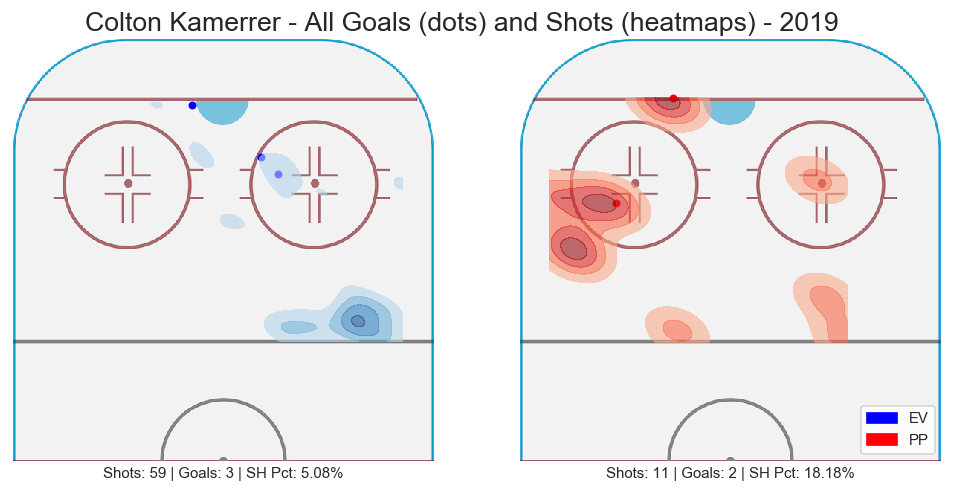 Colton Kamerrer - All Goals (dots) and Shots (heatmaps) - 2019
EV
PP
Shots: 59 | Goals: 3 | SH Pct: 5.08%
Shots: 11 | Goals: 2 | SH Pct: 18.18%